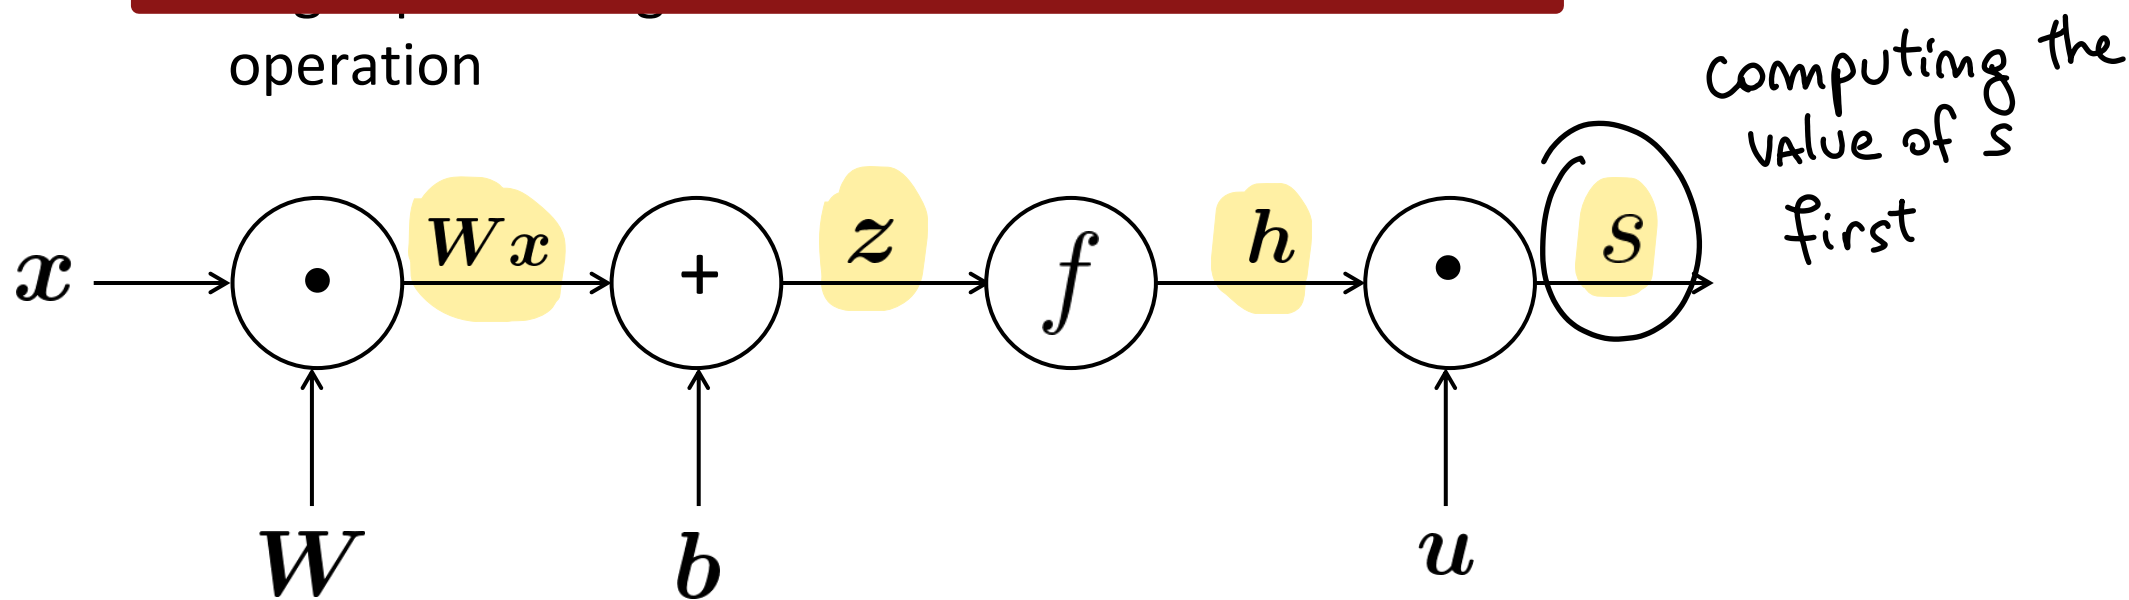 operation
computing the
value of s
first
x • Wx + z f h • s
W b u